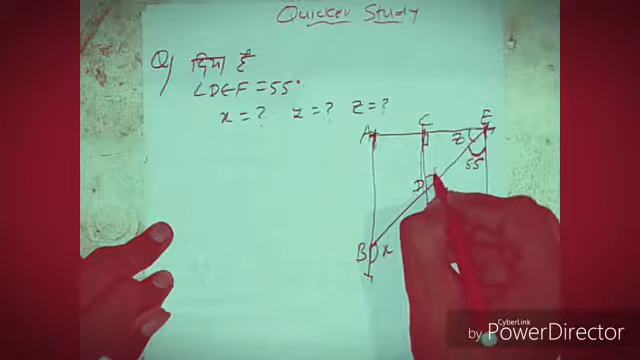 Quicker Study
Q) दिया है
∠DEF = 55°
x = ? z = ? z = ?
A C E
z
55
D
B x
CyberLink
by PowerDirector